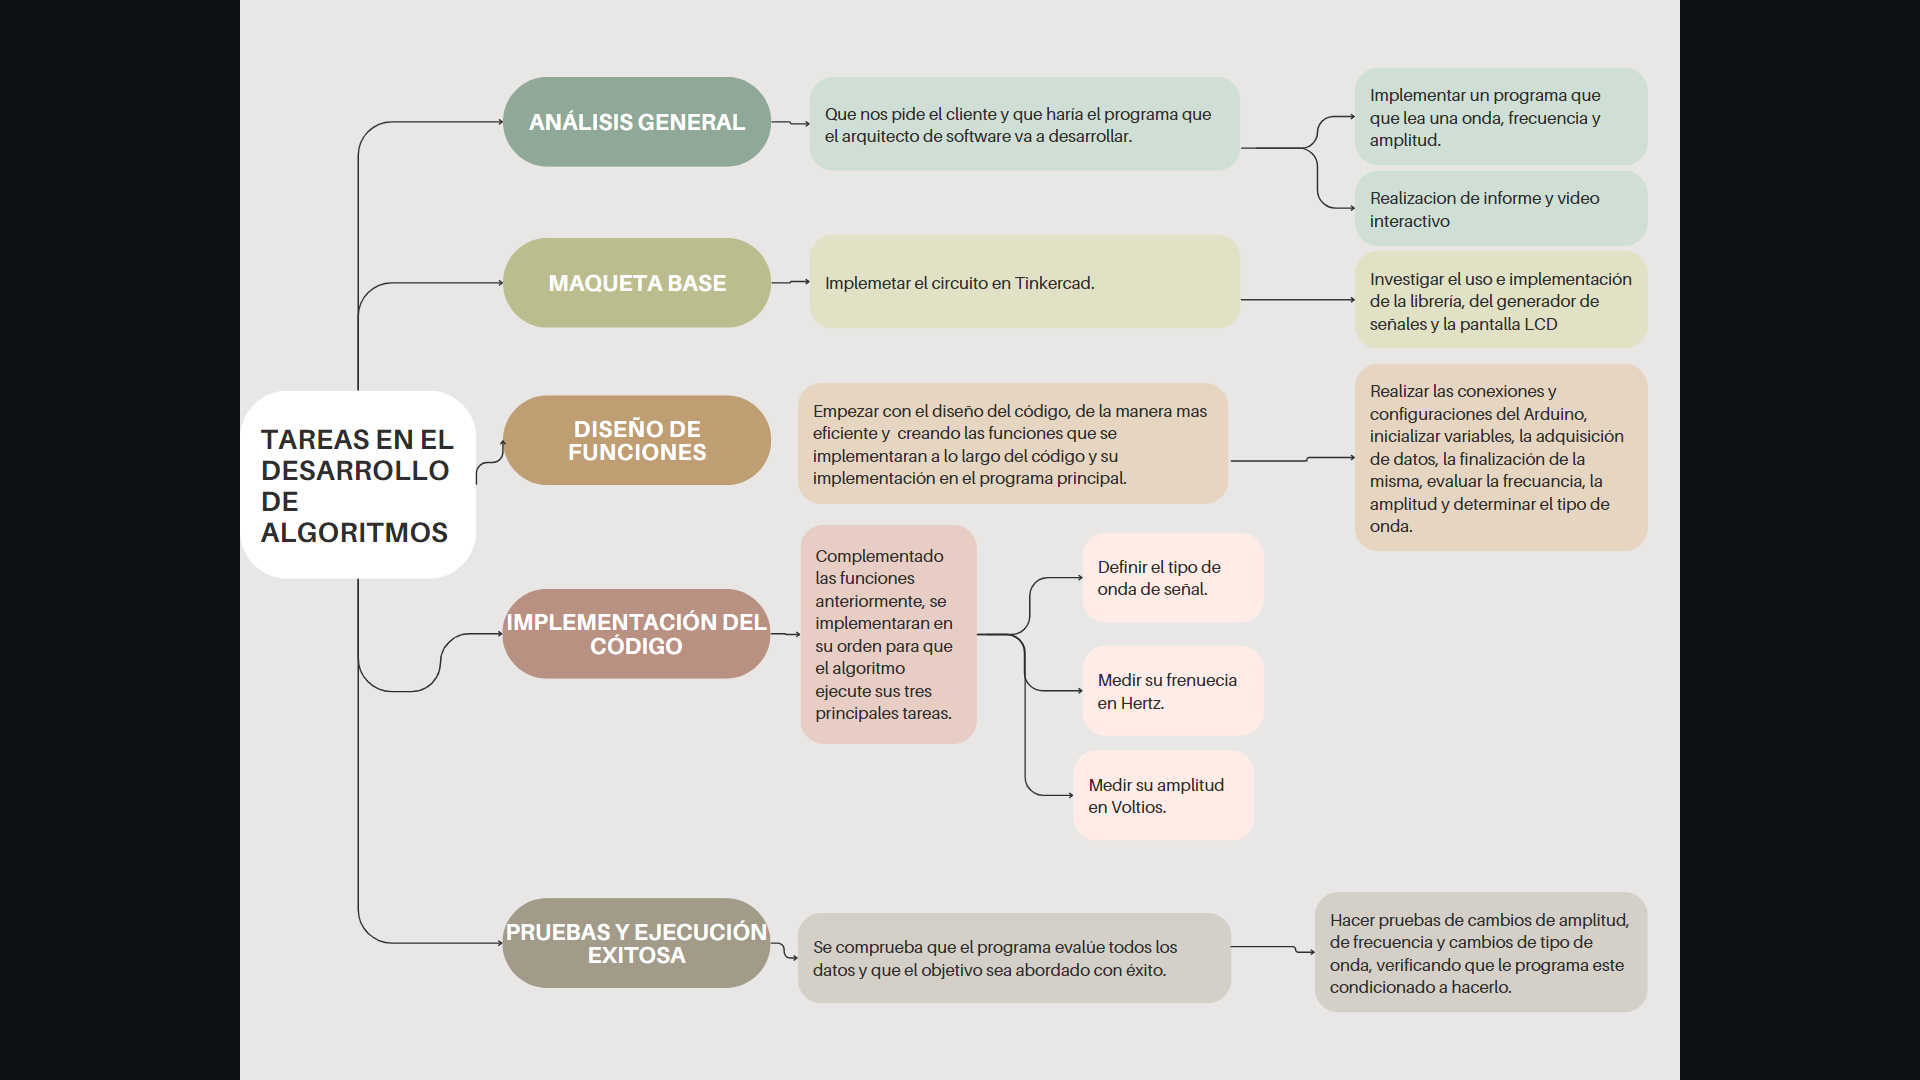 TAREAS EN EL
DESARROLLO
DE
ALGORITMOS
ANÁLISIS GENERAL
Que nos pide el cliente y que haría el programa que
el arquitecto de software va a desarrollar.
Implementar un programa que
que lea una onda, frecuencia y
amplitud.
Realizacion de informe y video
interactivo
MAQUETA BASE
Implemetar el circuito en Tinkercad.
Investigar el uso e implementación
de la librería, del generador de
señales y la pantalla LCD
DISEÑO DE
FUNCIONES
Empezar con el diseño del código, de la manera mas
eficiente y  creando las funciones que se
implementaran a lo largo del código y su
implementación en el programa principal.
Realizar las conexiones y
configuraciones del Arduino,
inicializar variables, la adquisición
de datos, la finalización de la
misma, evaluar la frecuancia, la
amplitud y determinar el tipo de
onda.
IMPLEMENTACIÓN DEL
CÓDIGO
Complementado
las funciones
anteriormente, se
implementaran en
su orden para que
el algoritmo
ejecute sus tres
principales tareas.
Definir el tipo de
onda de señal.
Medir su frenuecia
en Hertz.
Medir su amplitud
en Voltios.
PRUEBAS Y EJECUCIÓN
EXITOSA
Se comprueba que el programa evalúe todos los
datos y que el objetivo sea abordado con éxito.
Hacer pruebas de cambios de amplitud,
de frecuencia y cambios de tipo de
onda, verificando que le programa este
condicionado a hacerlo.